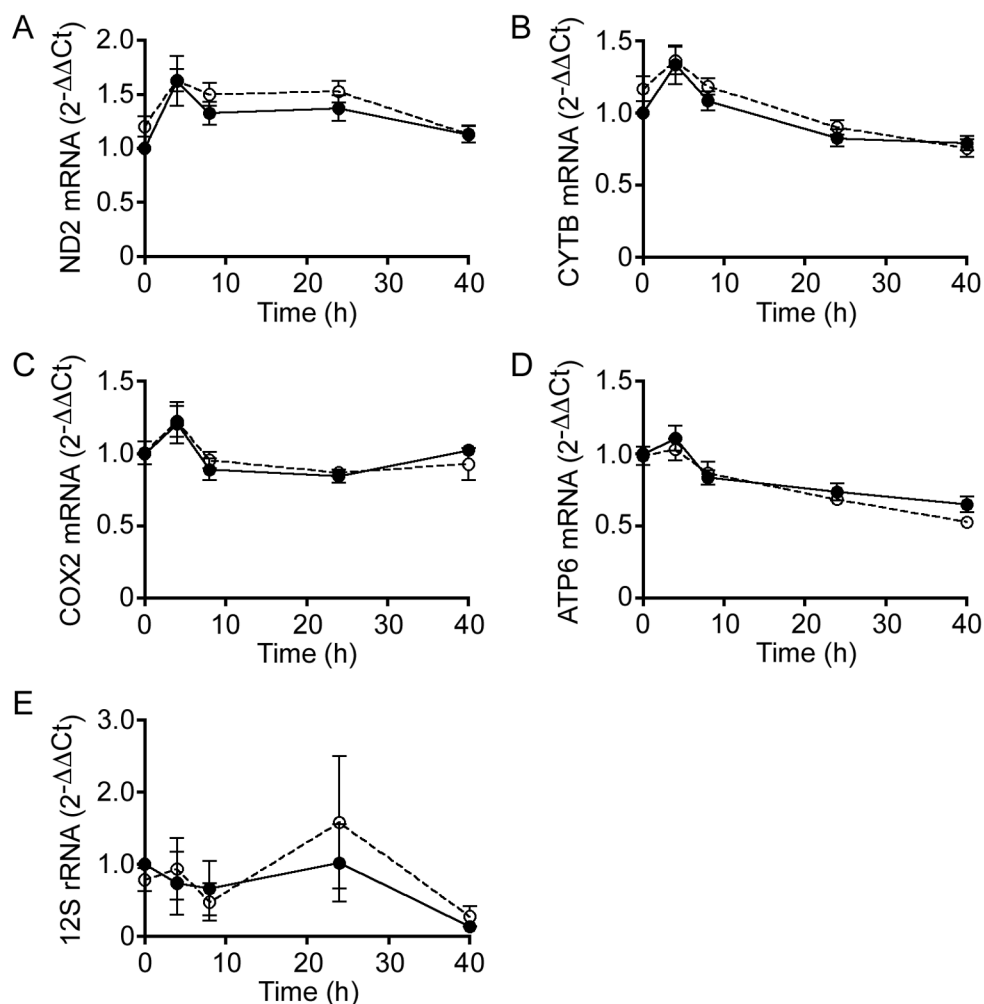 A
ND2 mRNA (2-ΔΔCt)
2.0
1.5
1.0
0.5
0
0 10 20 30 40
Time (h)
B
CYTB mRNA (2-ΔΔCt)
1.5
1.0
0.5
0
0 10 20 30 40
Time (h)
C
COX2 mRNA (2-ΔΔCt)
1.5
1.0
0.5
0
0 10 20 30 40
Time (h)
D
ATP6 mRNA (2-ΔΔCt)
1.5
1.0
0.5
0
0 10 20 30 40
Time (h)
E
12S rRNA (2-ΔΔCt)
3.0
2.0
1.0
0
0 10 20 30 40
Time (h)